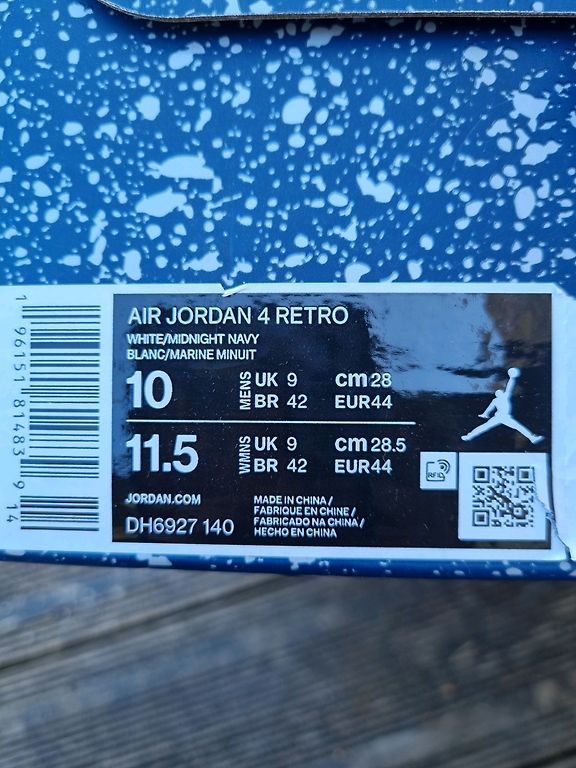 AIR JORDAN 4 RETRO
WHITE/MIDNIGHT NAVY
BLANC/MARINE MINUIT
10 MENS UK 9 cm 28
BR 42 EUR 44
11.5 WMNS UK 9 cm 28.5
BR 42 EUR 44
RFID
JORDAN.COM
DH6927 140
MADE IN CHINA /
FABRIQUE EN CHINE /
FABRICADO NA CHINA /
HECHO EN CHINA
1 96151 81483 9 14